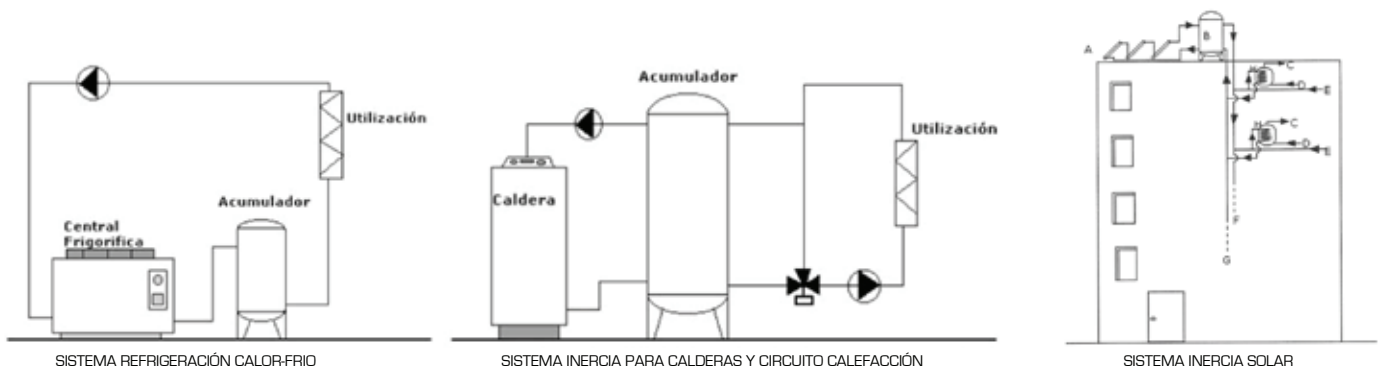 Utilización
Acumulador
Central
Frigorifica
SISTEMA REFRIGERACIÓN CALOR-FRIO
Acumulador
Utilización
Caldera
SISTEMA INERCIA PARA CALDERAS Y CIRCUITO CALEFACCIÓN
A
B
C
H
D
E
C
H
D
E
F
G
SISTEMA INERCIA SOLAR